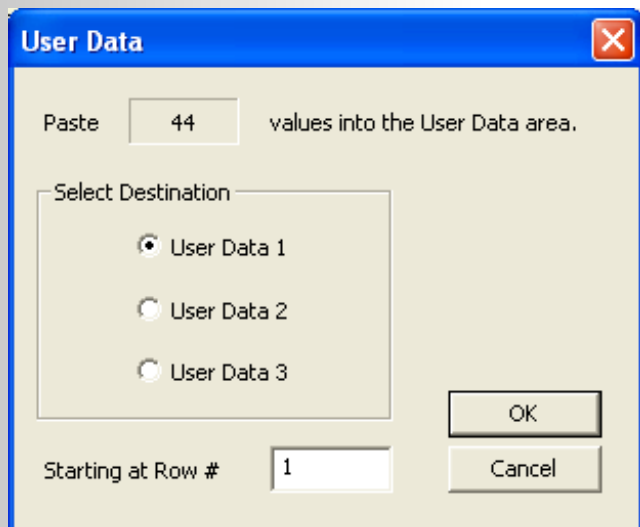 User Data
Paste 44 values into the User Data area.
Select Destination
User Data 1
User Data 2
User Data 3
OK
Starting at Row # 1 Cancel